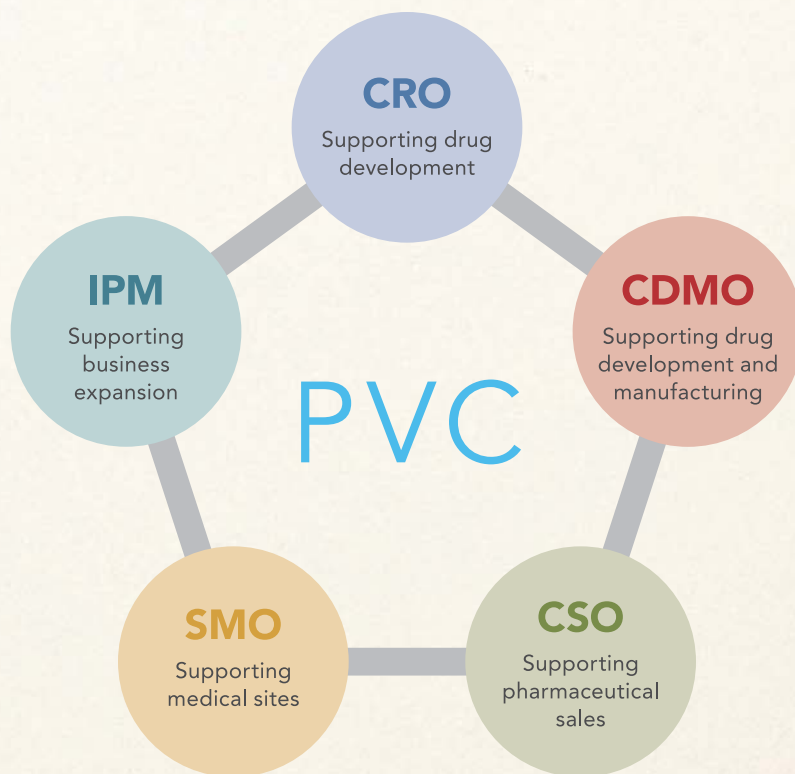 CRO
Supporting drug
development
IPM
Supporting
business
expansion
CDMO
Supporting drug
development and
manufacturing
PVC
SMO
Supporting
medical sites
CSO
Supporting
pharmaceutical
sales